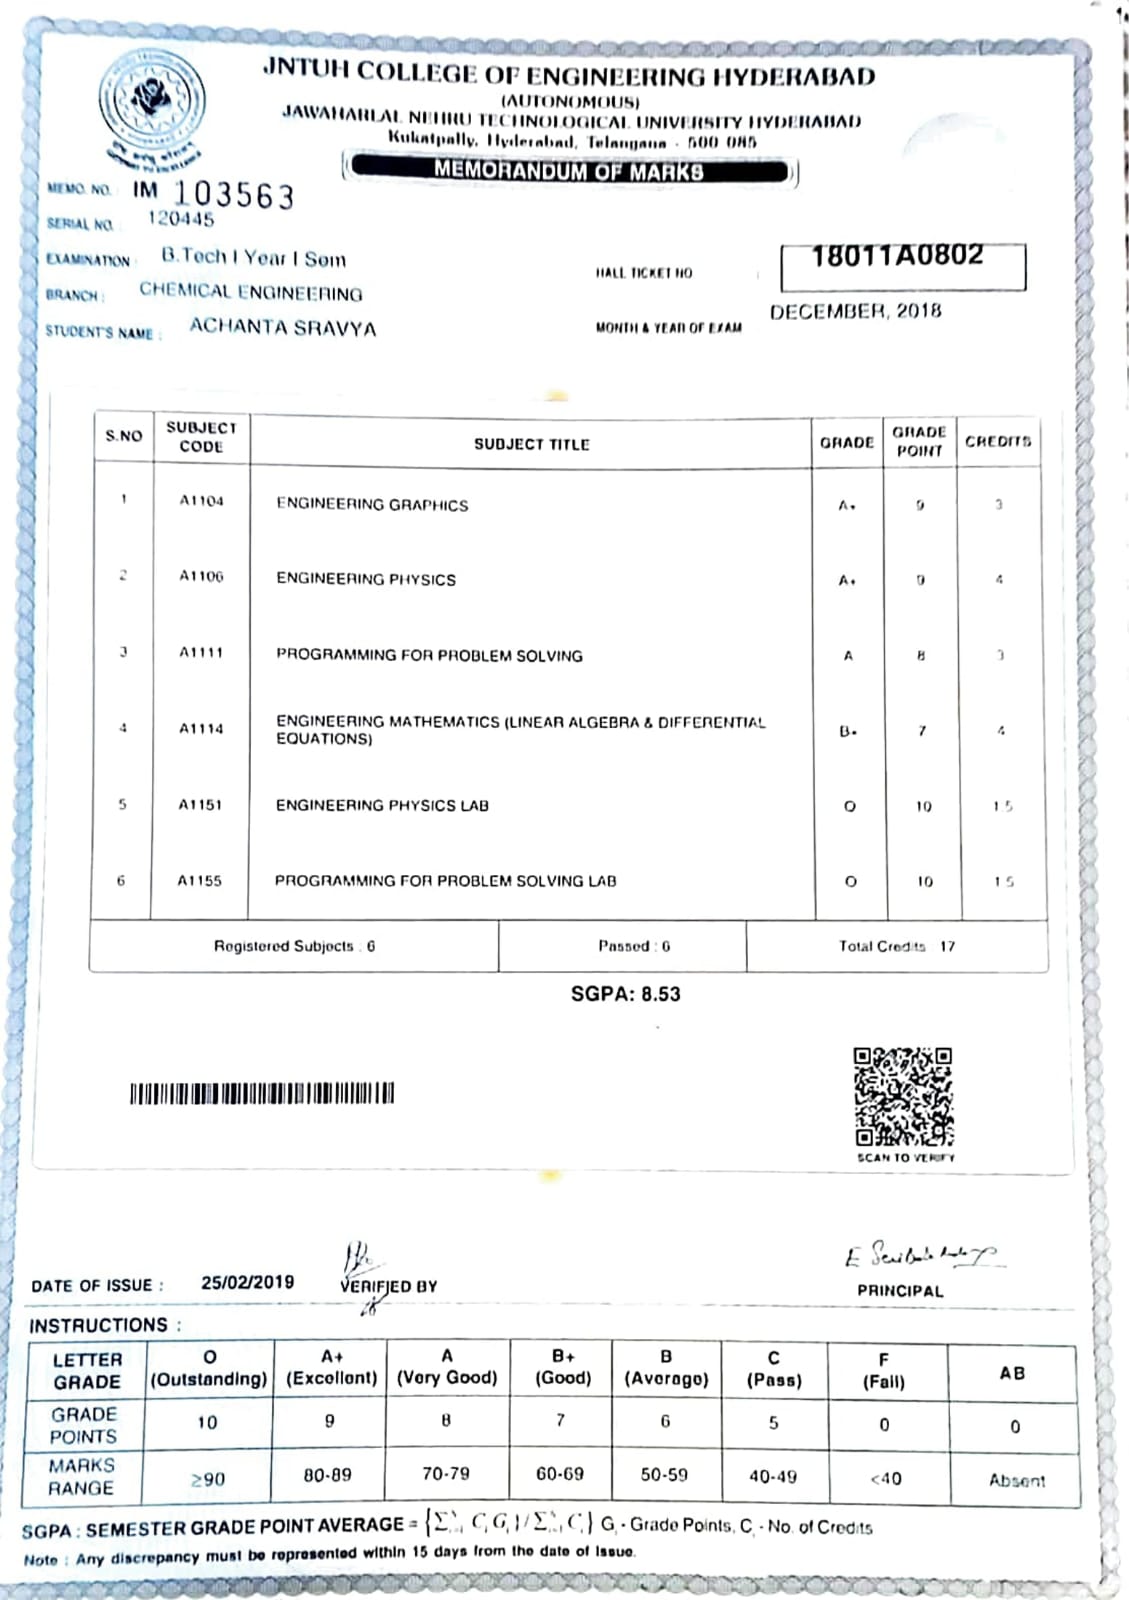 JNTUH COLLEGE OF ENGINEERING HYDERABAD
(AUTONOMOUS)
JAWAHARLAL NEHRU TECHNOLOGICAL UNIVERSITY HYDERABAD
Kukatpally, Hyderabad, Telangana - 500 085
MEMORANDUM OF MARKS
MEMO. NO. IM 103563
SERIAL NO. 120445
EXAMINATION : B.Tech I Year I Sem
HALL TICKET NO : 18011A0802
BRANCH : CHEMICAL ENGINEERING
STUDENT'S NAME : ACHANTA SRAVYA
MONTH & YEAR OF EXAM DECEMBER, 2018
S.NO SUBJECT CODE SUBJECT TITLE GRADE GRADE POINT CREDITS
1 A1104 ENGINEERING GRAPHICS A+ 9 3
2 A1106 ENGINEERING PHYSICS A+ 9 4
3 A1111 PROGRAMMING FOR PROBLEM SOLVING A 8 3
4 A1114 ENGINEERING MATHEMATICS (LINEAR ALGEBRA & DIFFERENTIAL EQUATIONS) B+ 7 4
5 A1151 ENGINEERING PHYSICS LAB O 10 1.5
6 A1155 PROGRAMMING FOR PROBLEM SOLVING LAB O 10 1.5
Registered Subjects : 6 Passed : 6 Total Credits 17
SGPA: 8.53
SCAN TO VERIFY
DATE OF ISSUE : 25/02/2019 VERIFIED BY PRINCIPAL
INSTRUCTIONS :
LETTER GRADE O (Outstanding) A+ (Excellent) A (Very Good) B+ (Good) B (Average) C (Pass) F (Fail) AB
GRADE POINTS 10 9 8 7 6 5 0 0
MARKS RANGE ≥90 80-89 70-79 60-69 50-59 40-49 <40 Absent
SGPA : SEMESTER GRADE POINT AVERAGE = {Σ CᵢGᵢ}/Σ Cᵢ} Gᵢ - Grade Points, Cᵢ - No. of Credits
Note : Any discrepancy must be represented within 15 days from the date of issue.